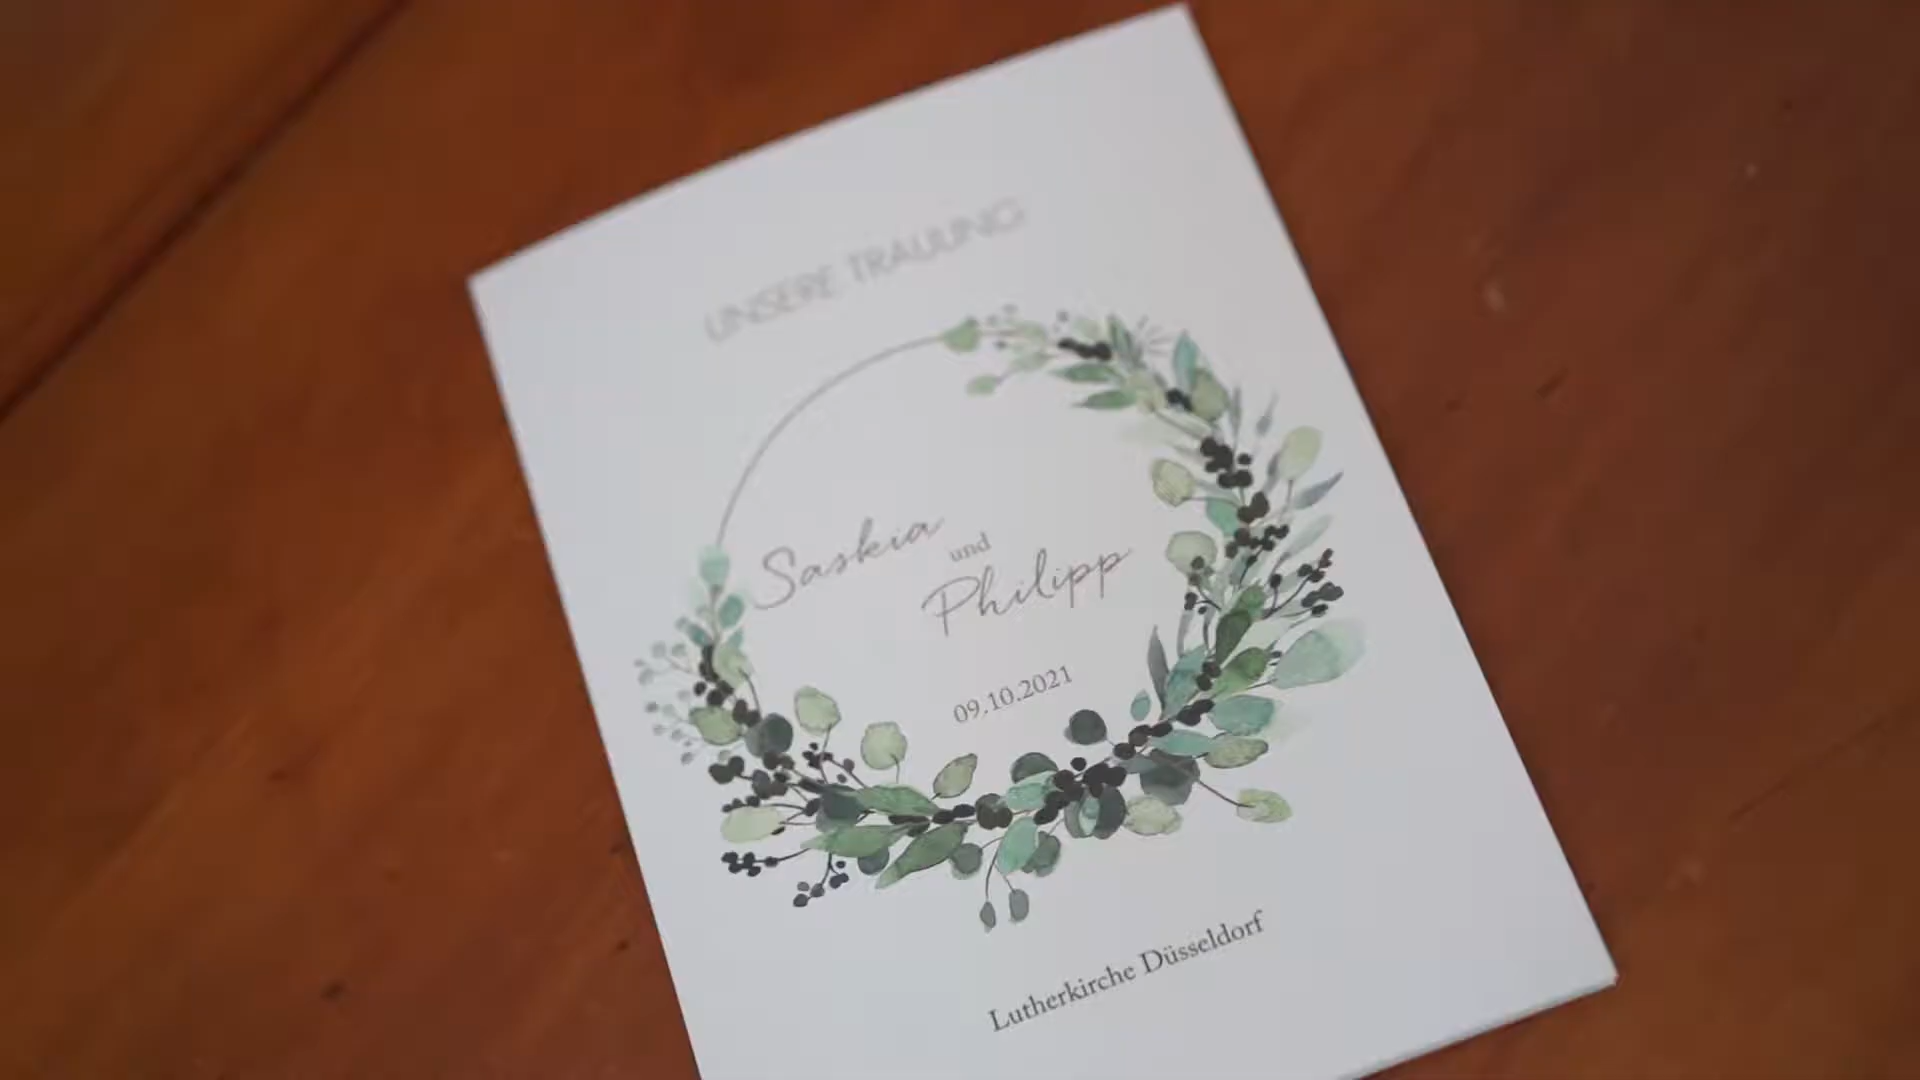 UNSERE TRAUUNG
Saskia
und
Philipp
09.10.2021
Lutherkirche Düsseldorf